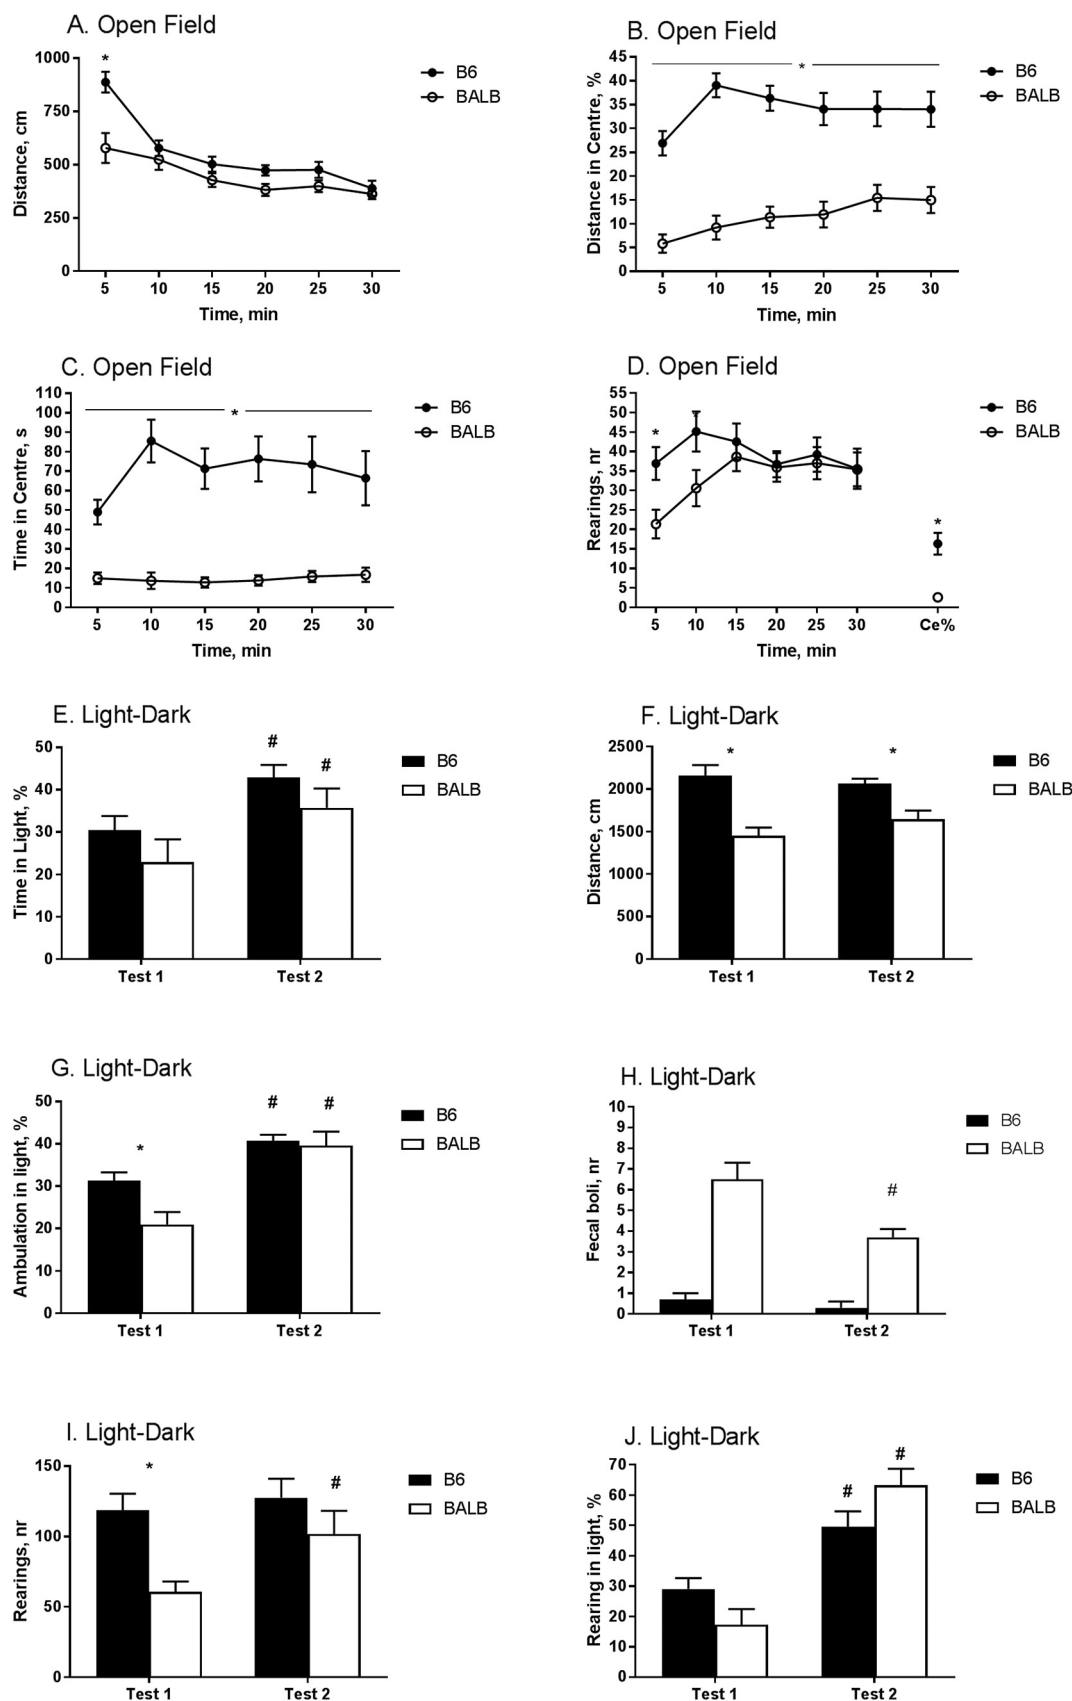 A. Open Field
1000
750
500
250
0
Distance, cm
*
B6
BALB
5 10 15 20 25 30
Time, min
B. Open Field
45
40
35
30
25
20
15
10
5
0
Distance in Centre, %
*
B6
BALB
5 10 15 20 25 30
Time, min
C. Open Field
110
100
90
80
70
60
50
40
30
20
10
0
Time in Centre, s
*
B6
BALB
5 10 15 20 25 30
Time, min
D. Open Field
55
50
45
40
35
30
25
20
15
10
5
0
Rearings, nr
* * *
B6
BALB
5 10 15 20 25 30 Ce%
Time, min
E. Light-Dark
50
40
30
20
10
0
Time in Light, %
# #
B6
BALB
Test 1 Test 2
F. Light-Dark
2500
2000
1500
1000
500
0
Distance, cm
* *
B6
BALB
Test 1 Test 2
G. Light-Dark
50
40
30
20
10
0
Ambulation in light, %
* # #
B6
BALB
Test 1 Test 2
H. Light-Dark
10
9
8
7
6
5
4
3
2
1
0
Fecal boli, nr
#
B6
BALB
Test 1 Test 2
I. Light-Dark
150
100
50
0
Rearings, nr
* #
B6
BALB
Test 1 Test 2
J. Light-Dark
70
60
50
40
30
20
10
0
Rearing in light, %
# #
B6
BALB
Test 1 Test 2